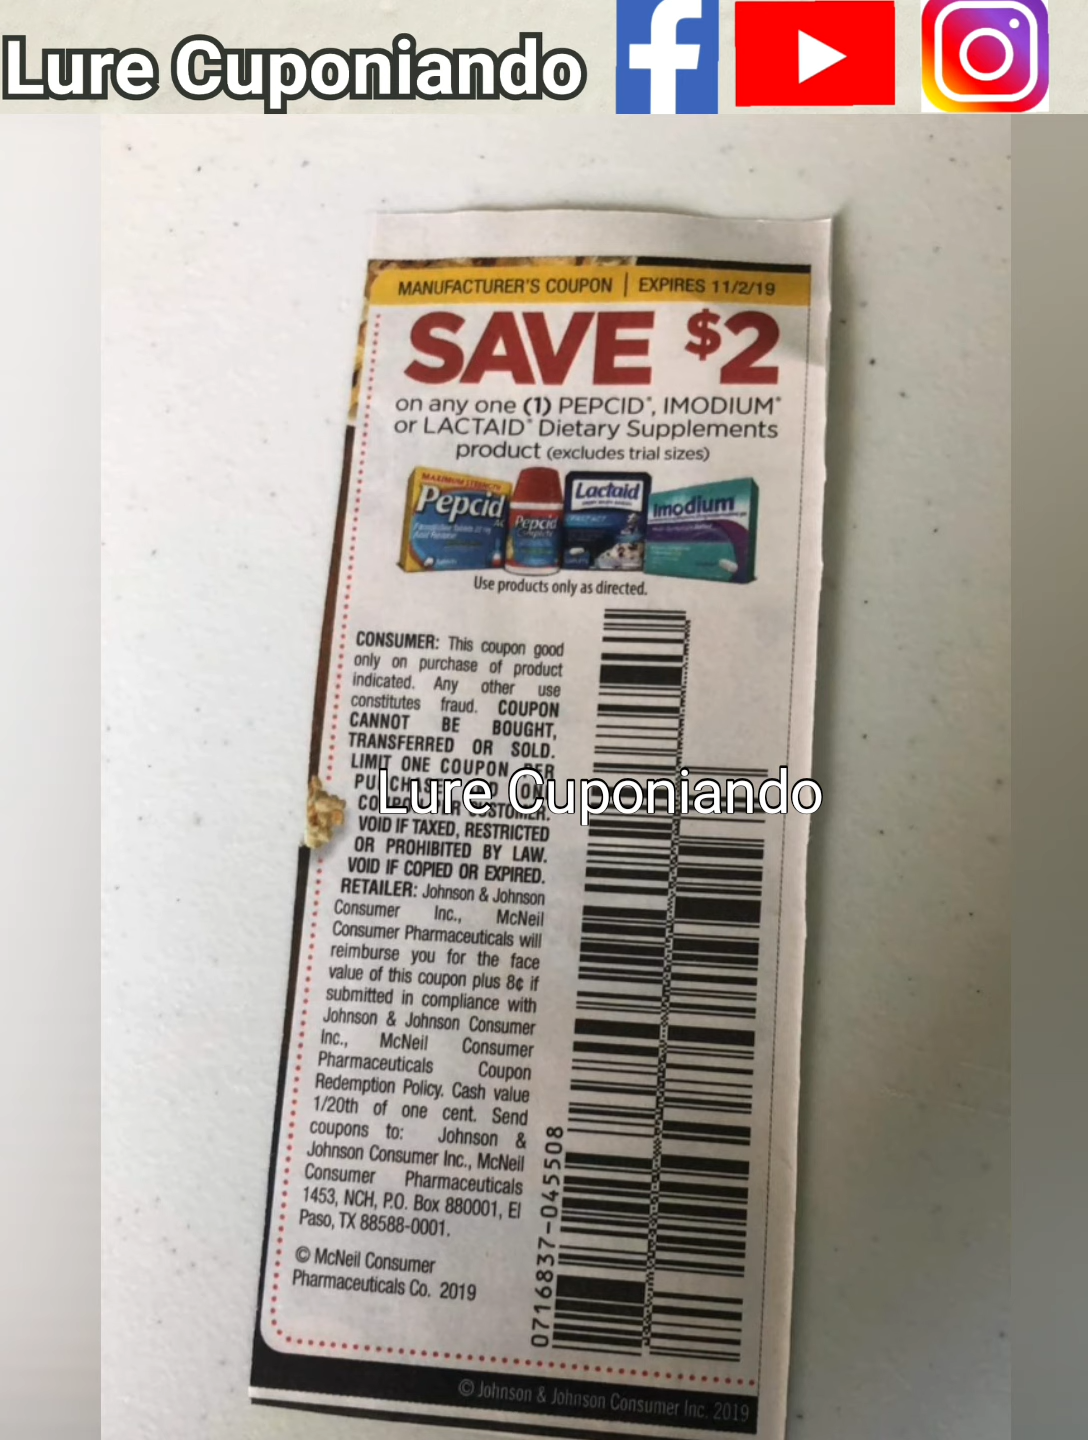 Lure Cuponiando
MANUFACTURER'S COUPON | EXPIRES 11/2/19
SAVE $2
on any one (1) PEPCID®, IMODIUM®
or LACTAID® Dietary Supplements
product (excludes trial sizes)
MAXIMUM STRENGTH
Pepcid
AC
Pepcid
Complete
Lactaid
FAST ACT
Imodium
Use products only as directed.
CONSUMER: This coupon good
only on purchase of product
indicated. Any other use
constitutes fraud. COUPON
CANNOT BE BOUGHT,
TRANSFERRED OR SOLD.
LIMIT ONE COUPON PER
Lure Cuponiando
VOID IF TAXED, RESTRICTED
OR PROHIBITED BY LAW.
VOID IF COPIED OR EXPIRED.
RETAILER: Johnson & Johnson
Consumer Inc., McNeil
Consumer Pharmaceuticals will
reimburse you for the face
value of this coupon plus 8¢ if
submitted in compliance with
Johnson & Johnson Consumer
Inc., McNeil Consumer
Pharmaceuticals Coupon
Redemption Policy. Cash value
1/20th of one cent. Send
coupons to: Johnson &
Johnson Consumer Inc., McNeil
Consumer Pharmaceuticals
1453, NCH, P.O. Box 880001, El
Paso, TX 88588-0001.
© McNeil Consumer
Pharmaceuticals Co. 2019
0716837-045508
© Johnson & Johnson Consumer Inc. 2019